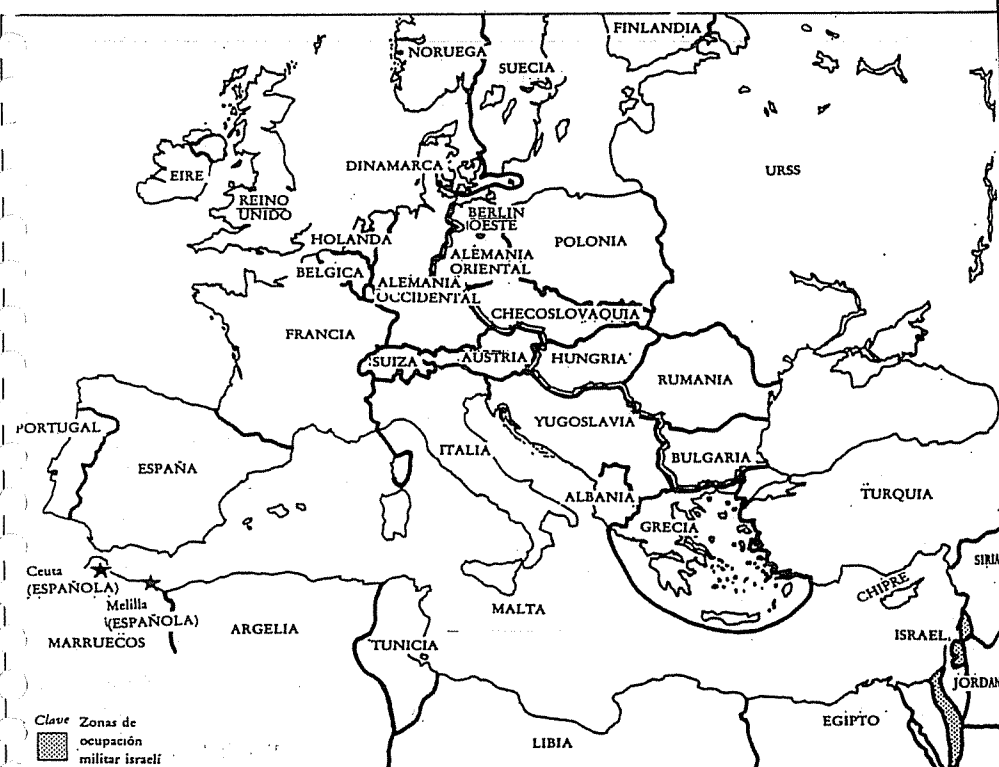 FINLANDIA
NORUEGA
SUECIA
DINAMARCA
EIRE
URSS
REINO
UNIDO
BERLIN
OESTE
HOLANDA
POLONIA
ALEMANIA
ORIENTAL
BELGICA
ALEMANIA
OCCIDENTAL
CHECOSLOVAQUIA
FRANCIA
SUIZA
AUSTRIA
HUNGRIA
RUMANIA
YUGOSLAVIA
PORTUGAL
ITALIA
BULGARIA
ESPAÑA
ALBANIA
TURQUIA
GRECIA
SIRIA
Ceuta
(ESPAÑOLA)
CHIPRE
Melilla
(ESPAÑOLA)
MALTA
ARGELIA
MARRUECOS
ISRAEL
TUNICIA
JORDAN
Clave Zonas de
ocupación
militar israelí
EGIPTO
LIBIA